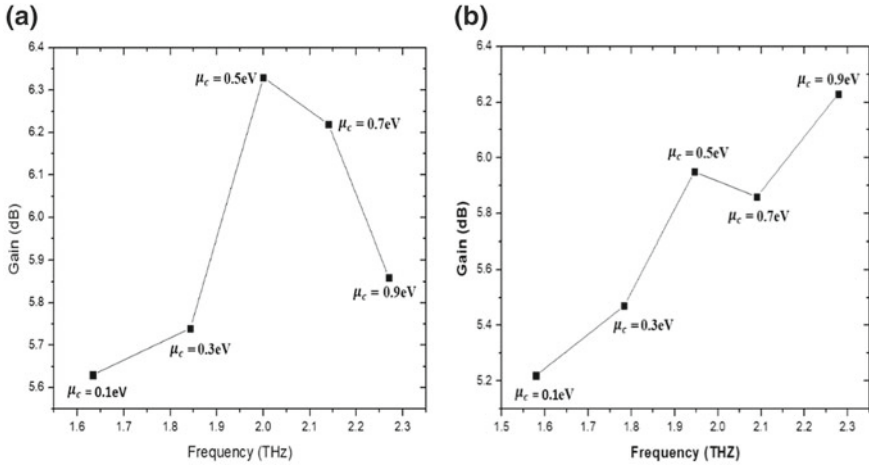 (a)
6.4
6.3
6.2
6.1
6.0
5.9
5.8
5.7
5.6
Gain (dB)
μc = 0.5eV
μc = 0.7eV
μc = 0.9eV
μc = 0.3eV
μc = 0.1eV
1.6 1.7 1.8 1.9 2.0 2.1 2.2 2.3
Frequency (THz)
(b)
6.4
6.2
6.0
5.8
5.6
5.4
5.2
Gain (dB)
μc = 0.9eV
μc = 0.5eV
μc = 0.7eV
μc = 0.3eV
μc = 0.1eV
1.5 1.6 1.7 1.8 1.9 2.0 2.1 2.2 2.3
Frequency (THZ)